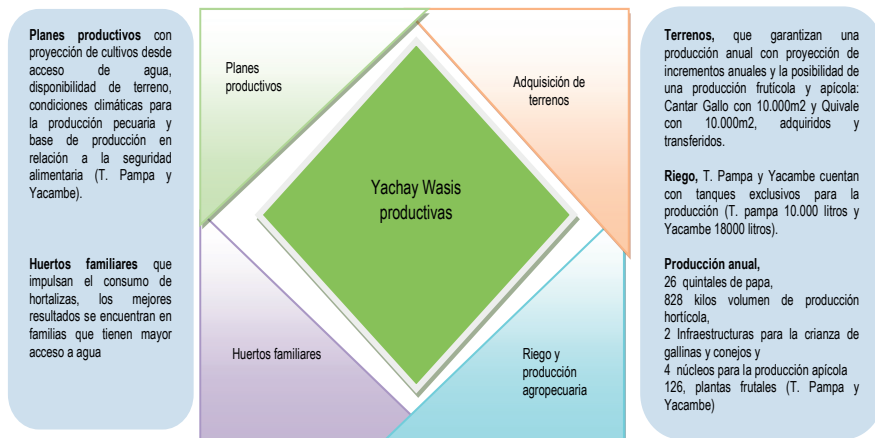 Planes productivos con
proyección de cultivos desde
acceso de agua,
disponibilidad de terreno,
condiciones climáticas para
la producción pecuaria y
base de producción en
relación a la seguridad
alimentaria (T. Pampa y
Yacambe).
Huertos familiares que
impulsan el consumo de
hortalizas, los mejores
resultados se encuentran en
familias que tienen mayor
acceso a agua
Planes
productivos
Adquisición de
terrenos
Yachay Wasis
productivas
Huertos familiares
Riego y
producción
agropecuaria
Terrenos, que garantizan una
producción anual con proyección de
incrementos anuales y la posibilidad de
una producción frutícola y apícola:
Cantar Gallo con 10.000m2 y Quivale
con 10.000m2, adquiridos y
transferidos.
Riego, T. Pampa y Yacambe cuentan
con tanques exclusivos para la
producción (T. pampa 10.000 litros y
Yacambe 18000 litros).
Producción anual,
26 quintales de papa,
828 kilos volumen de producción
hortícola,
2 Infraestructuras para la crianza de
gallinas y conejos y
4 núcleos para la producción apícola
126, plantas frutales (T. Pampa y
Yacambe)